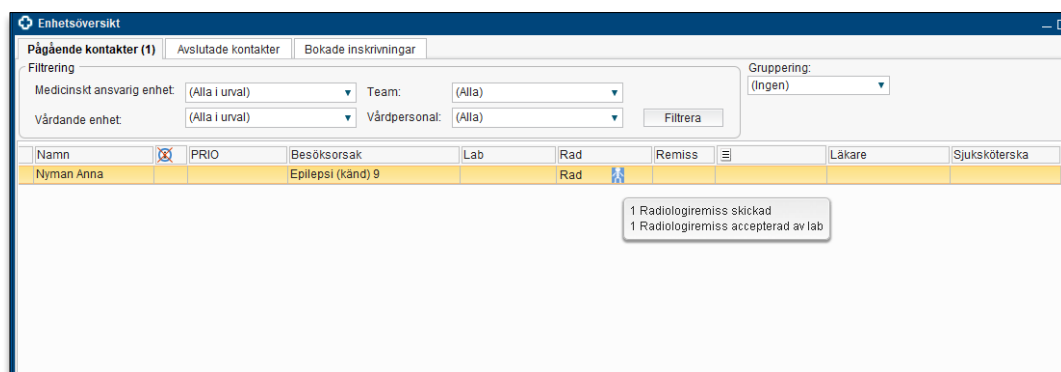 Enhetsöversikt
Pågående kontakter (1) Avslutade kontakter Bokade inskrivningar
Filtrering Gruppering:
Medicinskt ansvarig enhet: (Alla i urval) Team: (Alla) (Ingen)
Vårdande enhet: (Alla i urval) Vårdpersonal: (Alla) Filtrera
Namn PRIO Besöksorsak Lab Rad Remiss Läkare Sjuksköterska
Nyman Anna Epilepsi (känd) 9 Rad
1 Radiologiremiss skickad
1 Radiologiremiss accepterad av lab